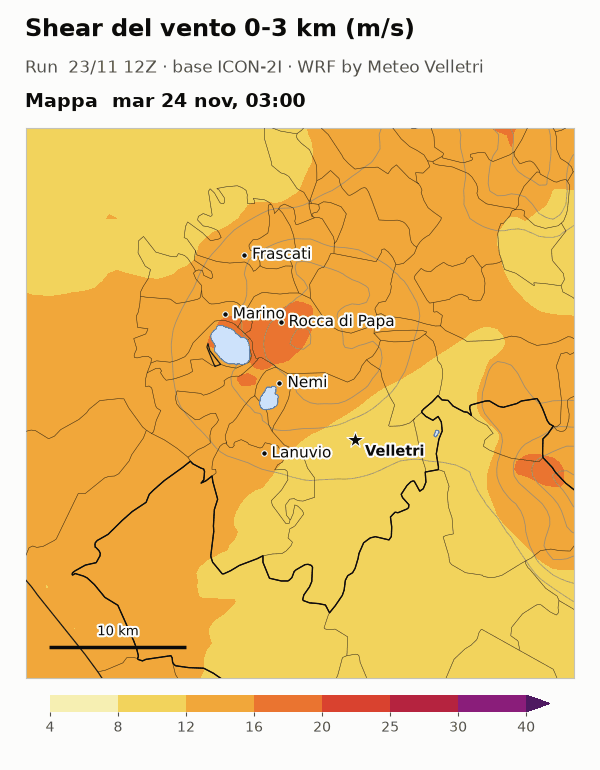 Shear del vento 0-3 km (m/s)
Run  23/11 12Z · base ICON-2I · WRF by Meteo Velletri
Mappa  mar 24 nov, 03:00
Frascati
Marino
Rocca di Papa
Nemi
Velletri
Lanuvio
10 km
4 8 12 16 20 25 30 40